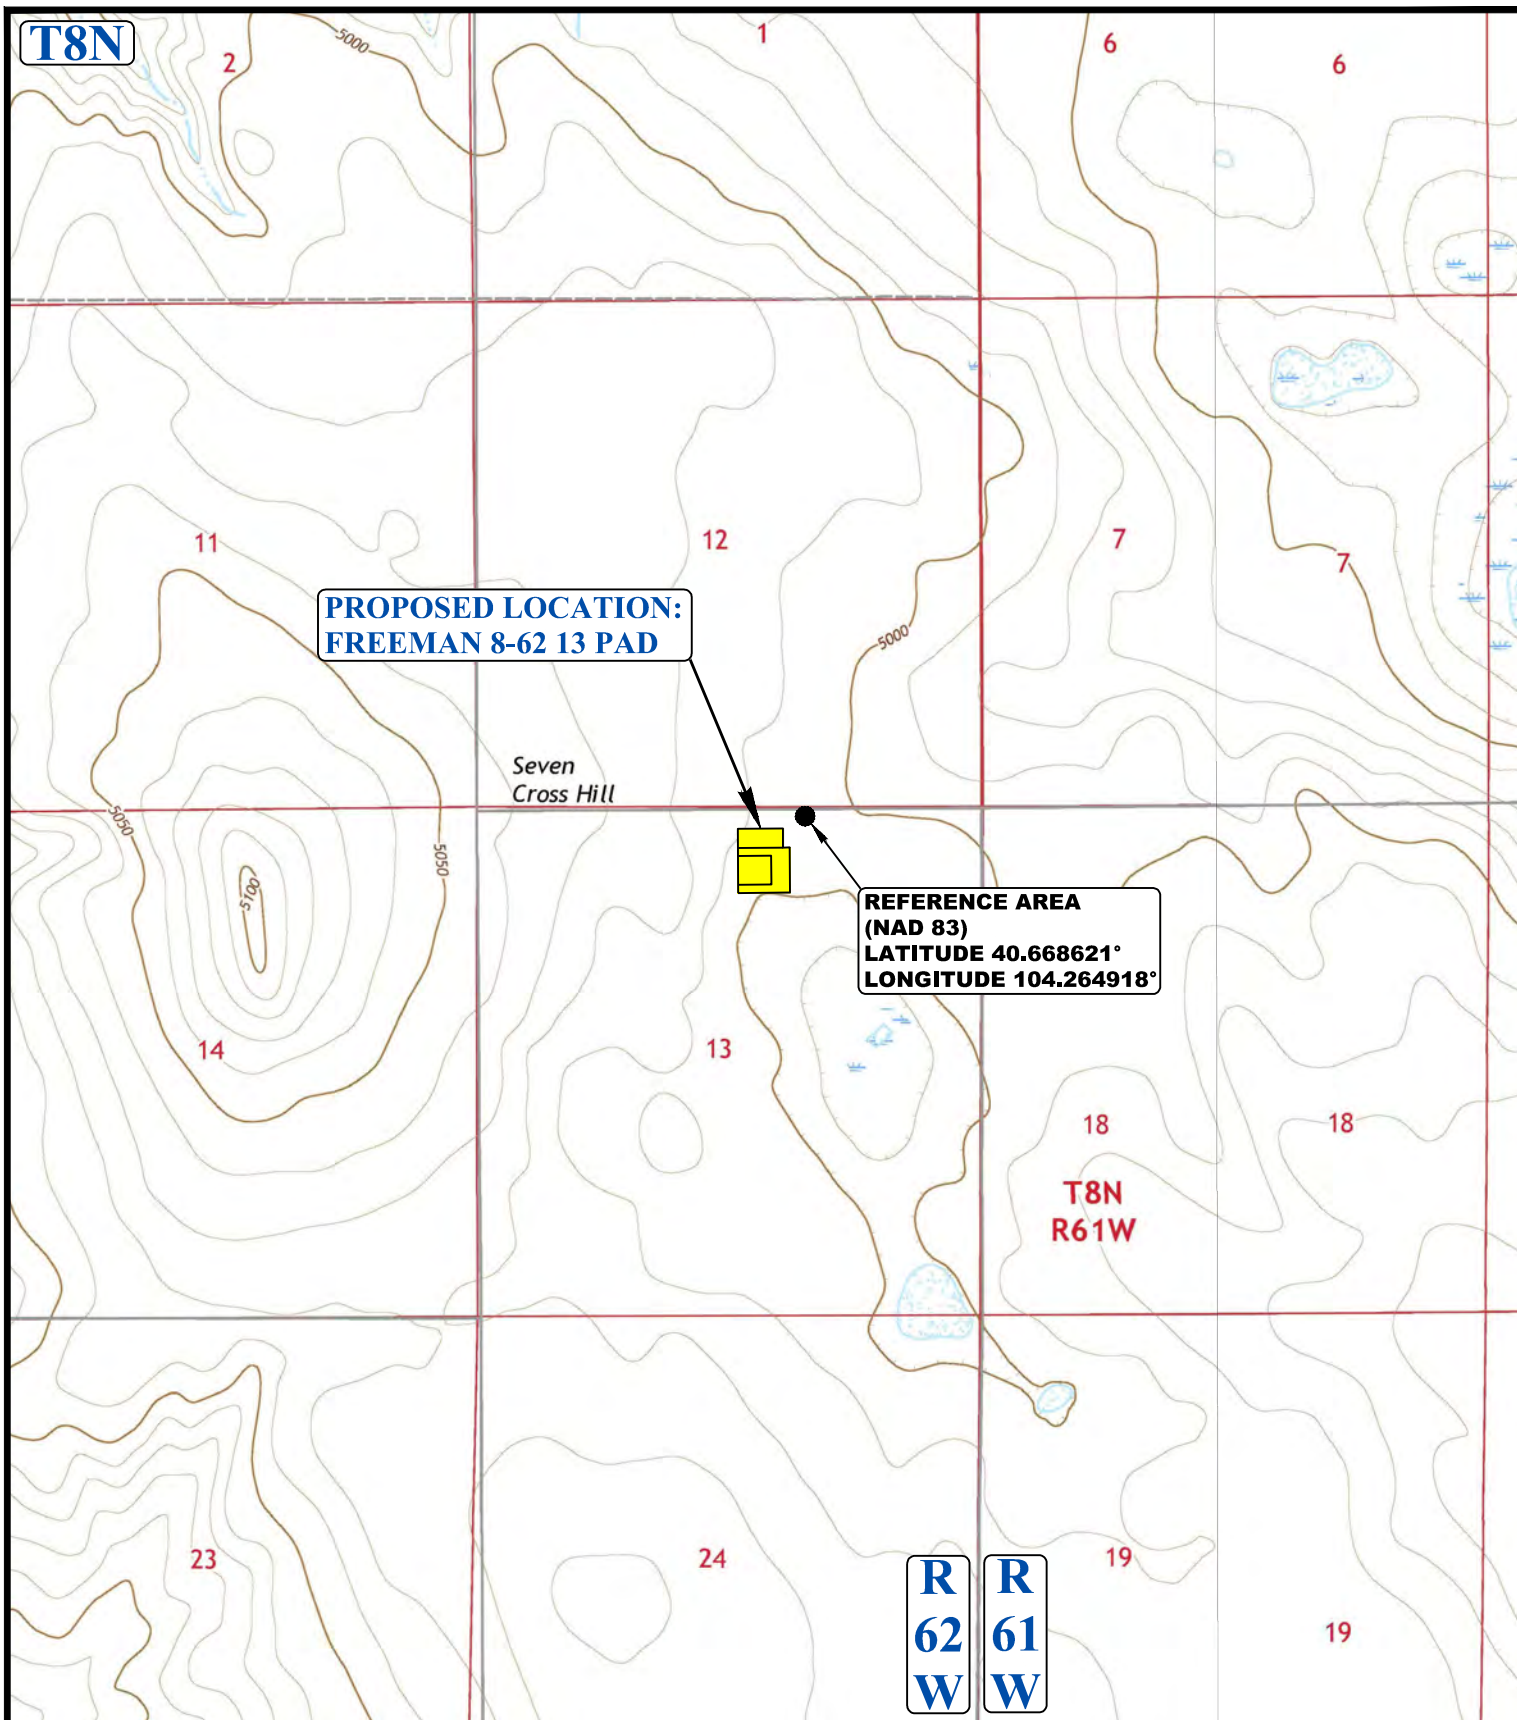 T8N
2
5000
1
6
6
11
12
7
7
PROPOSED LOCATION:
FREEMAN 8-62 13 PAD
5000
Seven
Cross Hill
5050
5050
5100
REFERENCE AREA
(NAD 83)
LATITUDE 40.668621°
LONGITUDE 104.264918°
14
13
18
18
T8N
R61W
23
24
19
19
R
62
W
R
61
W